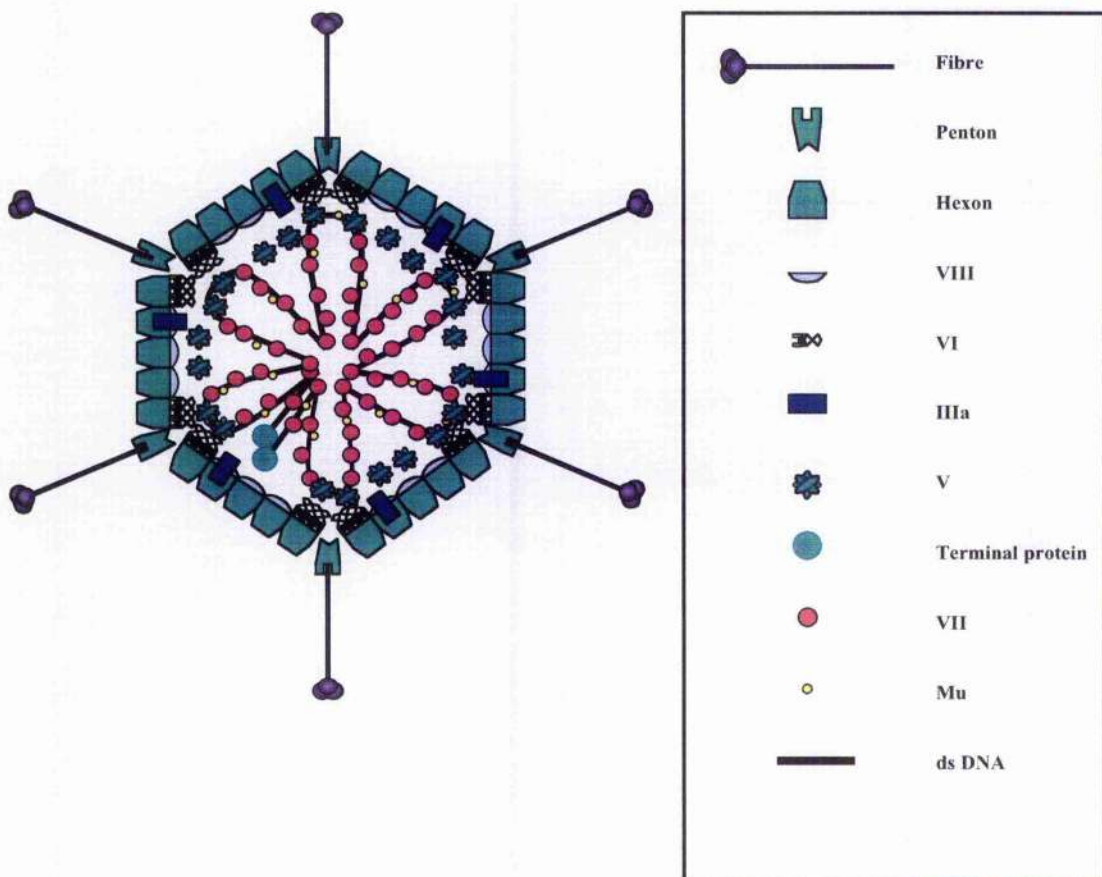 Fibre
Penton
Hexon
VIII
VI
IIIa
V
Terminal protein
VII
Mu
ds DNA